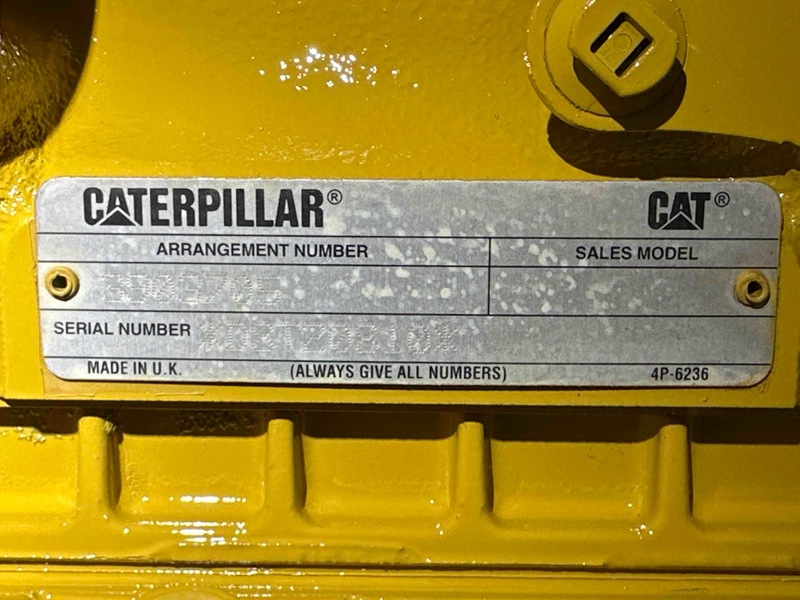 CATERPILLAR® CAT®
ARRANGEMENT NUMBER SALES MODEL
SERIAL NUMBER
MADE IN U.K. (ALWAYS GIVE ALL NUMBERS) 4P-6236